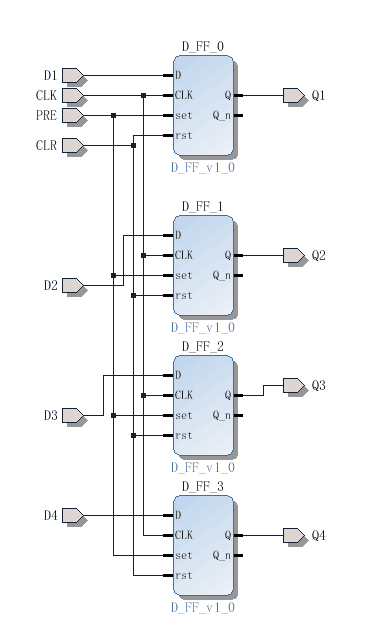 D_FF_0
D1 D
CLK CLK Q Q1
PRE set Q_n
CLR rst
D_FF_v1_0
D_FF_1
D
CLK Q Q2
set Q_n
D2
rst
D_FF_v1_0
D_FF_2
D
CLK Q Q3
D3 set Q_n
rst
D_FF_v1_0
D_FF_3
D4 D
CLK Q Q4
set Q_n
rst
D_FF_v1_0